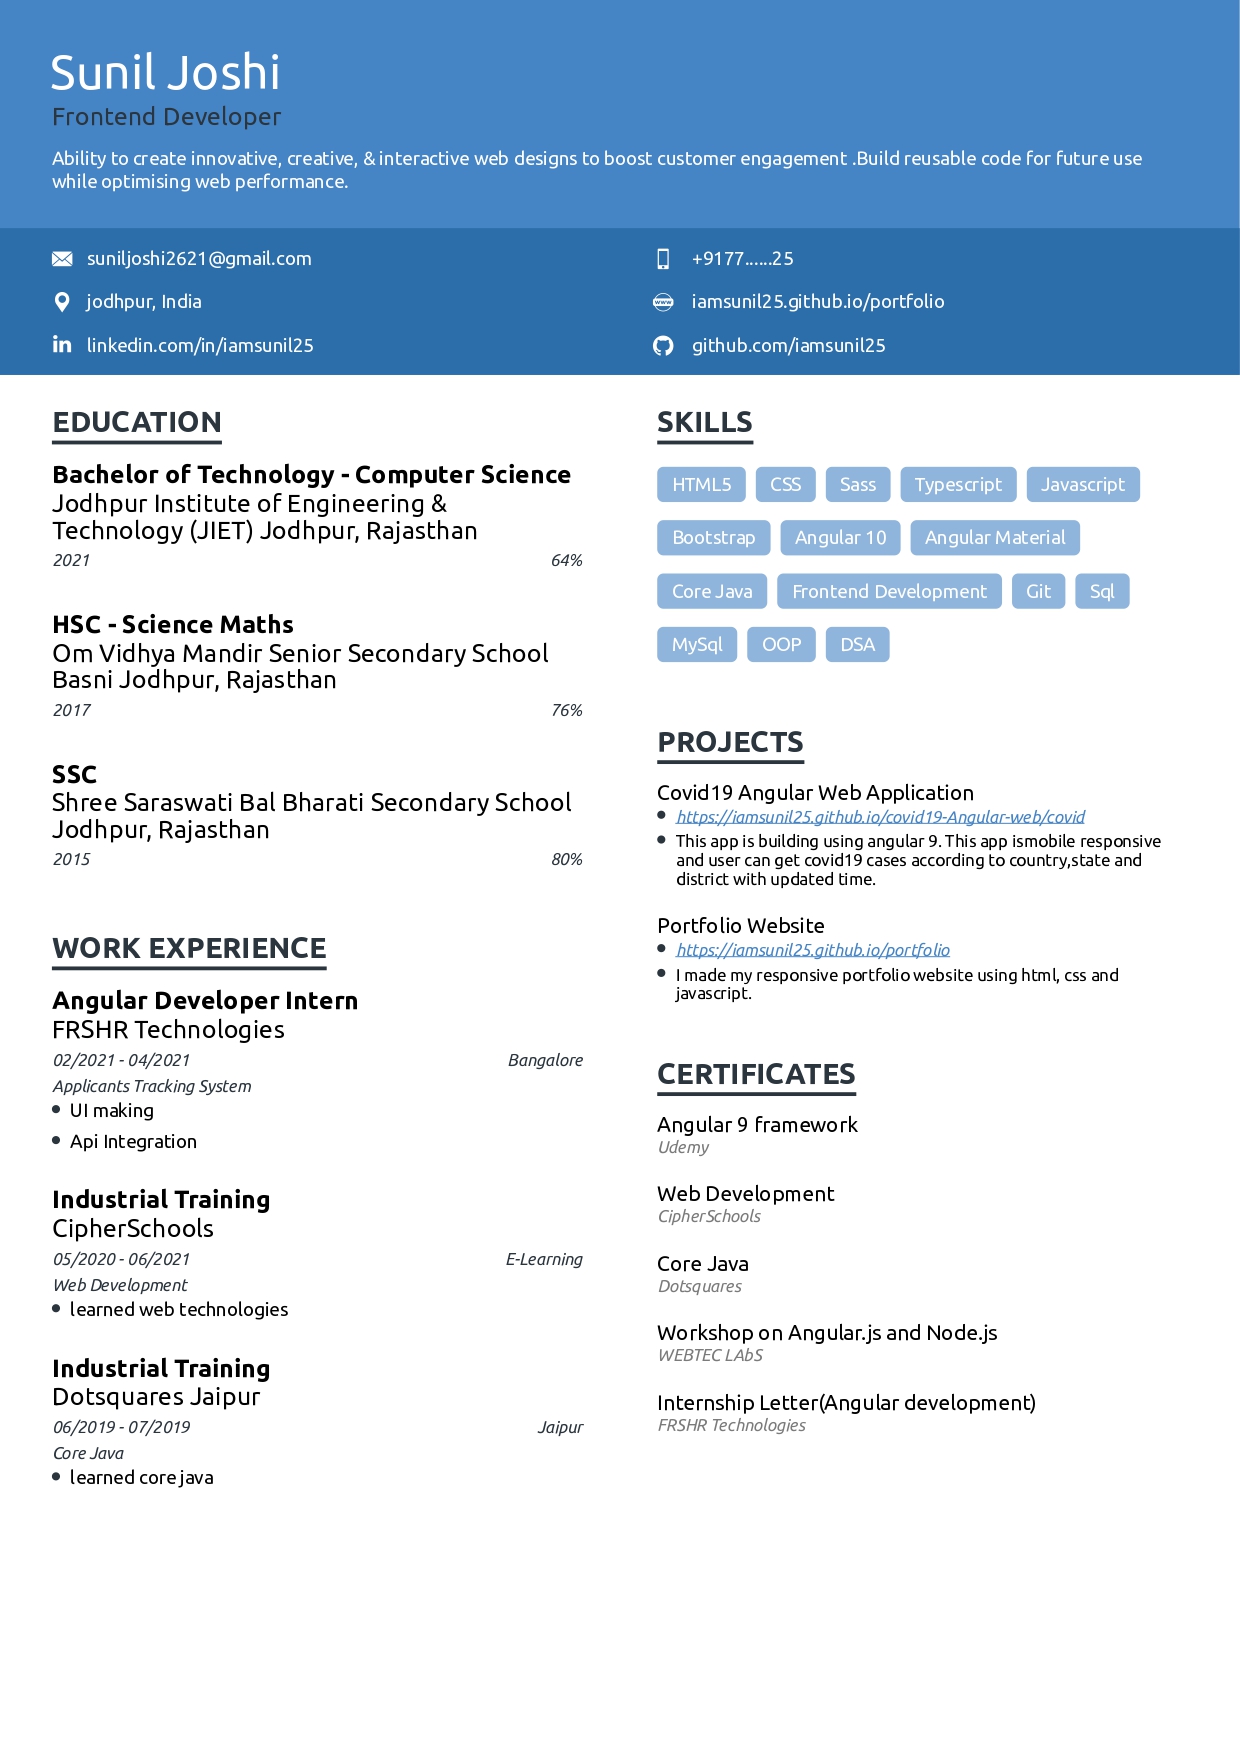 Sunil Joshi
Frontend Developer
Ability to create innovative, creative, & interactive web designs to boost customer engagement .Build reusable code for future use
while optimising web performance.
suniljoshi2621@gmail.com
+9177......25
jodhpur, India
iamsunil25.github.io/portfolio
linkedin.com/in/iamsunil25
github.com/iamsunil25
EDUCATION
Bachelor of Technology - Computer Science
Jodhpur Institute of Engineering &
Technology (JIET) Jodhpur, Rajasthan
2021 64%
HSC - Science Maths
Om Vidhya Mandir Senior Secondary School
Basni Jodhpur, Rajasthan
2017 76%
SSC
Shree Saraswati Bal Bharati Secondary School
Jodhpur, Rajasthan
2015 80%
WORK EXPERIENCE
Angular Developer Intern
FRSHR Technologies
02/2021 - 04/2021 Bangalore
Applicants Tracking System
UI making
Api Integration
Industrial Training
CipherSchools
05/2020 - 06/2021 E-Learning
Web Development
learned web technologies
Industrial Training
Dotsquares Jaipur
06/2019 - 07/2019 Jaipur
Core Java
learned core java
SKILLS
HTML5 CSS Sass Typescript Javascript
Bootstrap Angular 10 Angular Material
Core Java Frontend Development Git Sql
MySql OOP DSA
PROJECTS
Covid19 Angular Web Application
https://iamsunil25.github.io/covid19-Angular-web/covid
This app is building using angular 9. This app ismobile responsive
and user can get covid19 cases according to country,state and
district with updated time.
Portfolio Website
https://iamsunil25.github.io/portfolio
I made my responsive portfolio website using html, css and
javascript.
CERTIFICATES
Angular 9 framework
Udemy
Web Development
CipherSchools
Core Java
Dotsquares
Workshop on Angular.js and Node.js
WEBTEC LAbS
Internship Letter(Angular development)
FRSHR Technologies